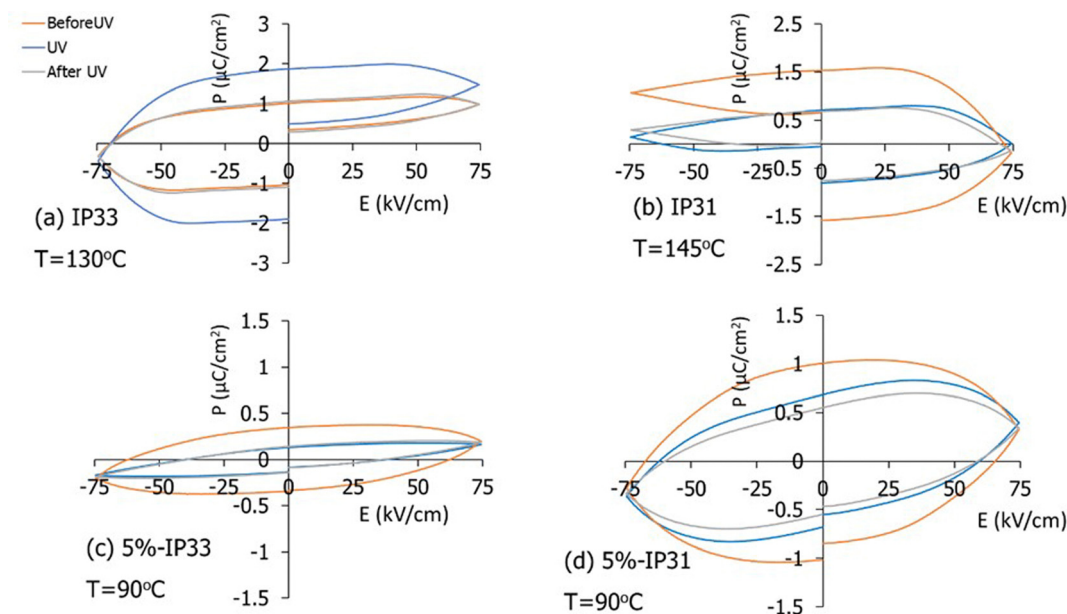 BeforeUV
UV
After UV
P (μC/cm²)
3
2
1
0
-1
-2
-3
-75
-50
-25
0
25
50
75
E (kV/cm)
(a) IP33
T=130°C
P (μC/cm²)
2.5
1.5
0.5
-0.5
-1.5
-2.5
-75
-50
-25
0
25
50
75
E (kV/cm)
(b) IP31
T=145°C
P (μC/cm²)
1.5
1
0.5
0
-0.5
-1
-1.5
-75
-50
-25
0
25
50
75
E (kV/cm)
(c) 5%-IP33
T=90°C
P (μC/cm²)
1.5
1
0.5
0
-0.5
-1
-1.5
-75
-50
-25
0
25
50
75
E (kV/cm)
(d) 5%-IP31
T=90°C